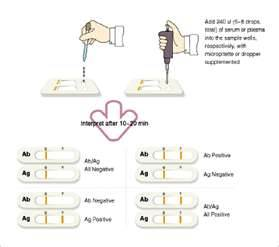 Add 240 ul (6~8 drops,
total) of serum or plasma
into the sample wells,
respectively, with
micropipette or dropper
supplemented
Interpret after 10~20 min
Ab
Ag
Ab/Ag
All Negative
Ab
Ag
Ab Positive
Ag Negative
Ab
Ag
Ab Negative
Ag Positive
Ab
Ag
Ab/Ag
All Positive